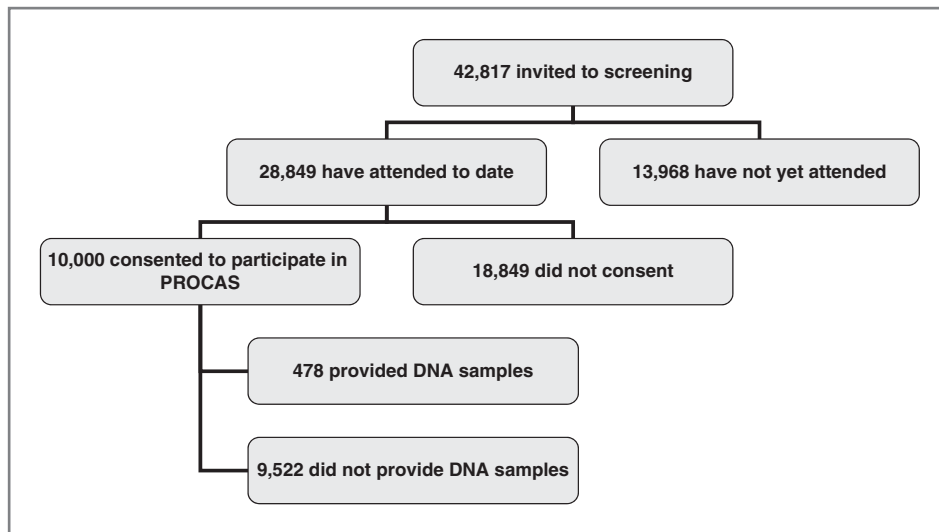 42,817 invited to screening
28,849 have attended to date
13,968 have not yet attended
10,000 consented to participate in
PROCAS
18,849 did not consent
478 provided DNA samples
9,522 did not provide DNA samples